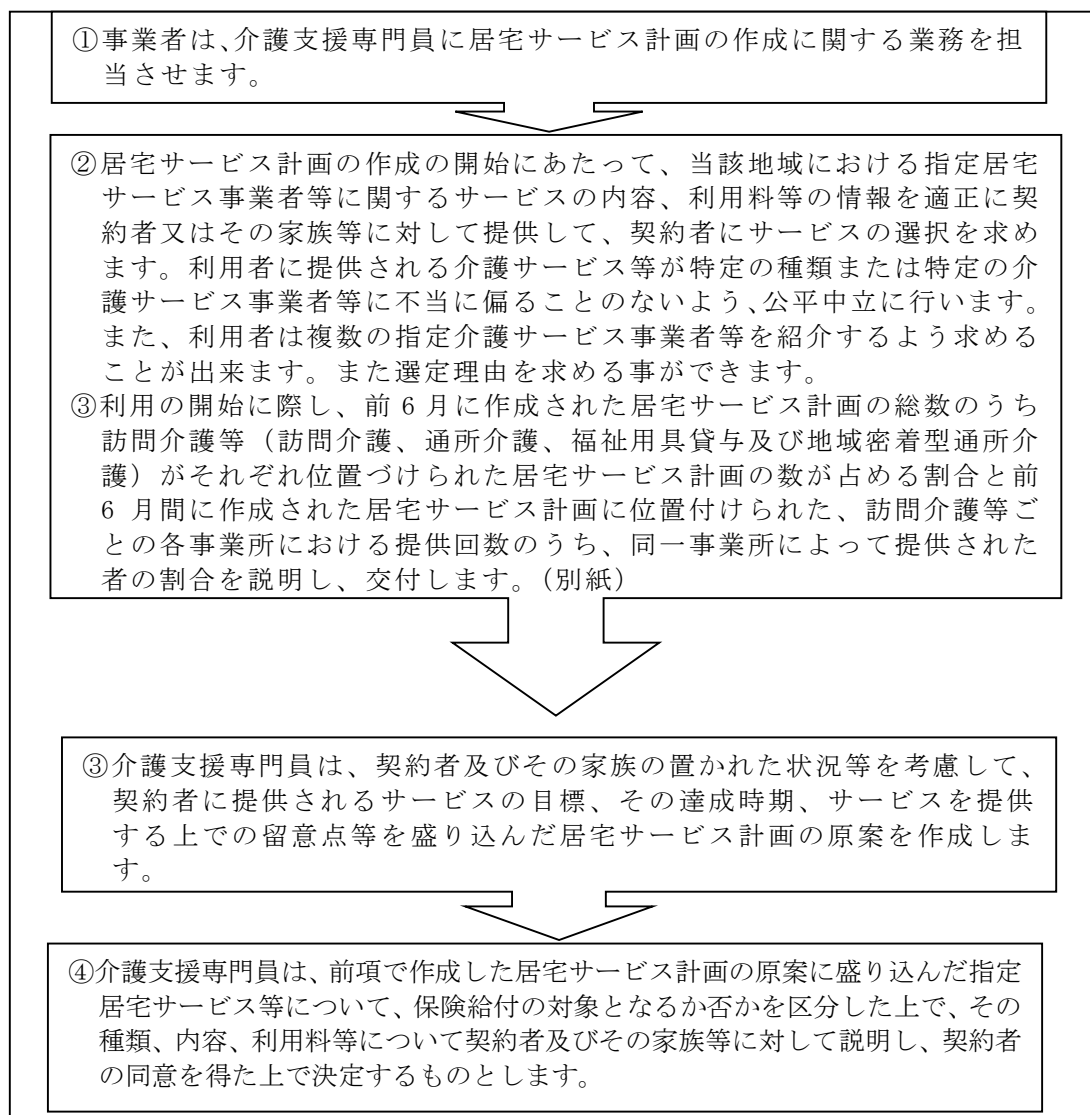 ①事業者は、介護支援専門員に居宅サービス計画の作成に関する業務を担
当させます。
②居宅サービス計画の作成の開始にあたって、当該地域における指定居宅
サービス事業者等に関するサービスの内容、利用料等の情報を適正に契
約者又はその家族等に対して提供して、契約者にサービスの選択を求め
ます。利用者に提供される介護サービス等が特定の種類または特定の介
護サービス事業者等に不当に偏ることのないよう、公平中立に行います。
また、利用者は複数の指定介護サービス事業者等を紹介するよう求める
ことが出来ます。また選定理由を求める事ができます。
③利用の開始に際し、前 6 月に作成された居宅サービス計画の総数のうち
訪問介護等（訪問介護、通所介護、福祉用具貸与及び地域密着型通所介
護）がそれぞれ位置づけられた居宅サービス計画の数が占める割合と前
6 月間に作成された居宅サービス計画に位置付けられた、訪問介護等ご
との各事業所における提供回数のうち、同一事業所によって提供された
者の割合を説明し、交付します。（別紙）
③介護支援専門員は、契約者及びその家族の置かれた状況等を考慮して、
契約者に提供されるサービスの目標、その達成時期、サービスを提供
する上での留意点等を盛り込んだ居宅サービス計画の原案を作成しま
す。
④介護支援専門員は、前項で作成した居宅サービス計画の原案に盛り込んだ指定
居宅サービス等について、保険給付の対象となるか否かを区分した上で、その
種類、内容、利用料等について契約者及びその家族等に対して説明し、契約者
の同意を得た上で決定するものとします。